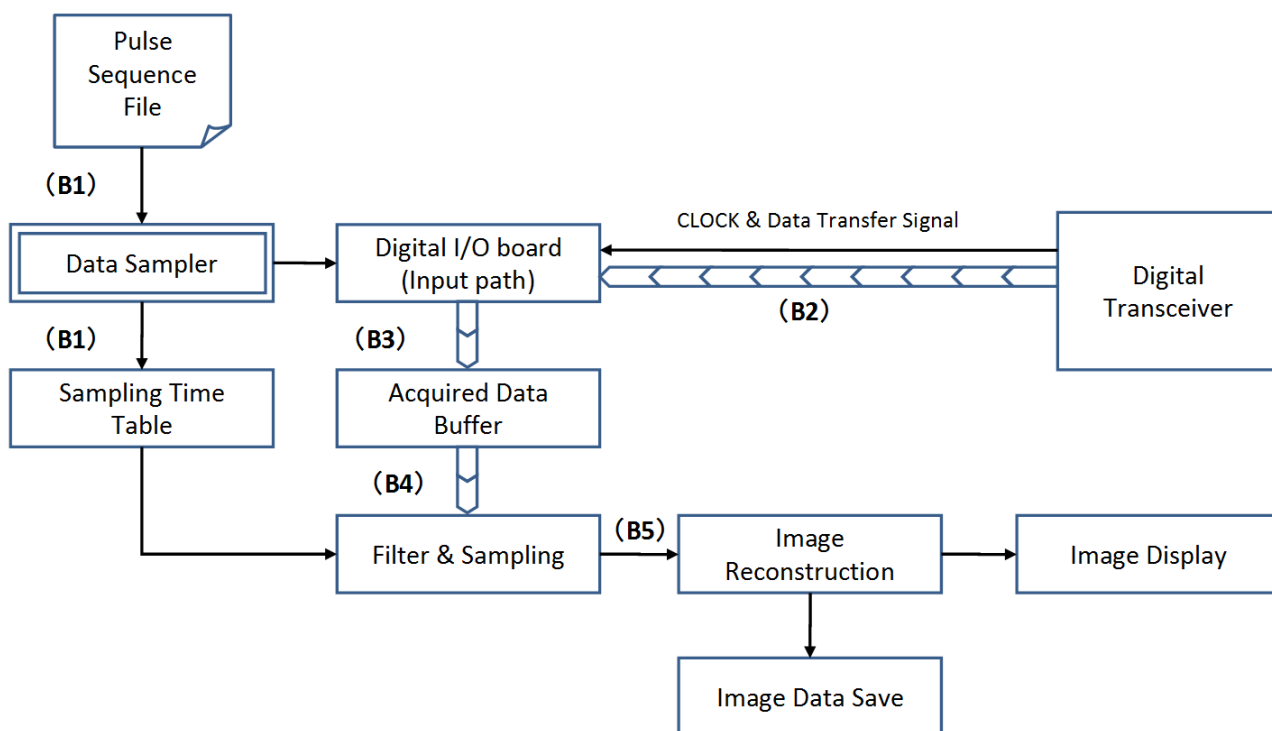 Pulse
Sequence
File
（B1）
CLOCK & Data Transfer Signal
Data Sampler
Digital I/O board
(Input path)
Digital
Transceiver
（B2）
（B1）
（B3）
Sampling Time
Table
Acquired Data
Buffer
（B4）
（B5）
Filter & Sampling
Image
Reconstruction
Image Display
Image Data Save